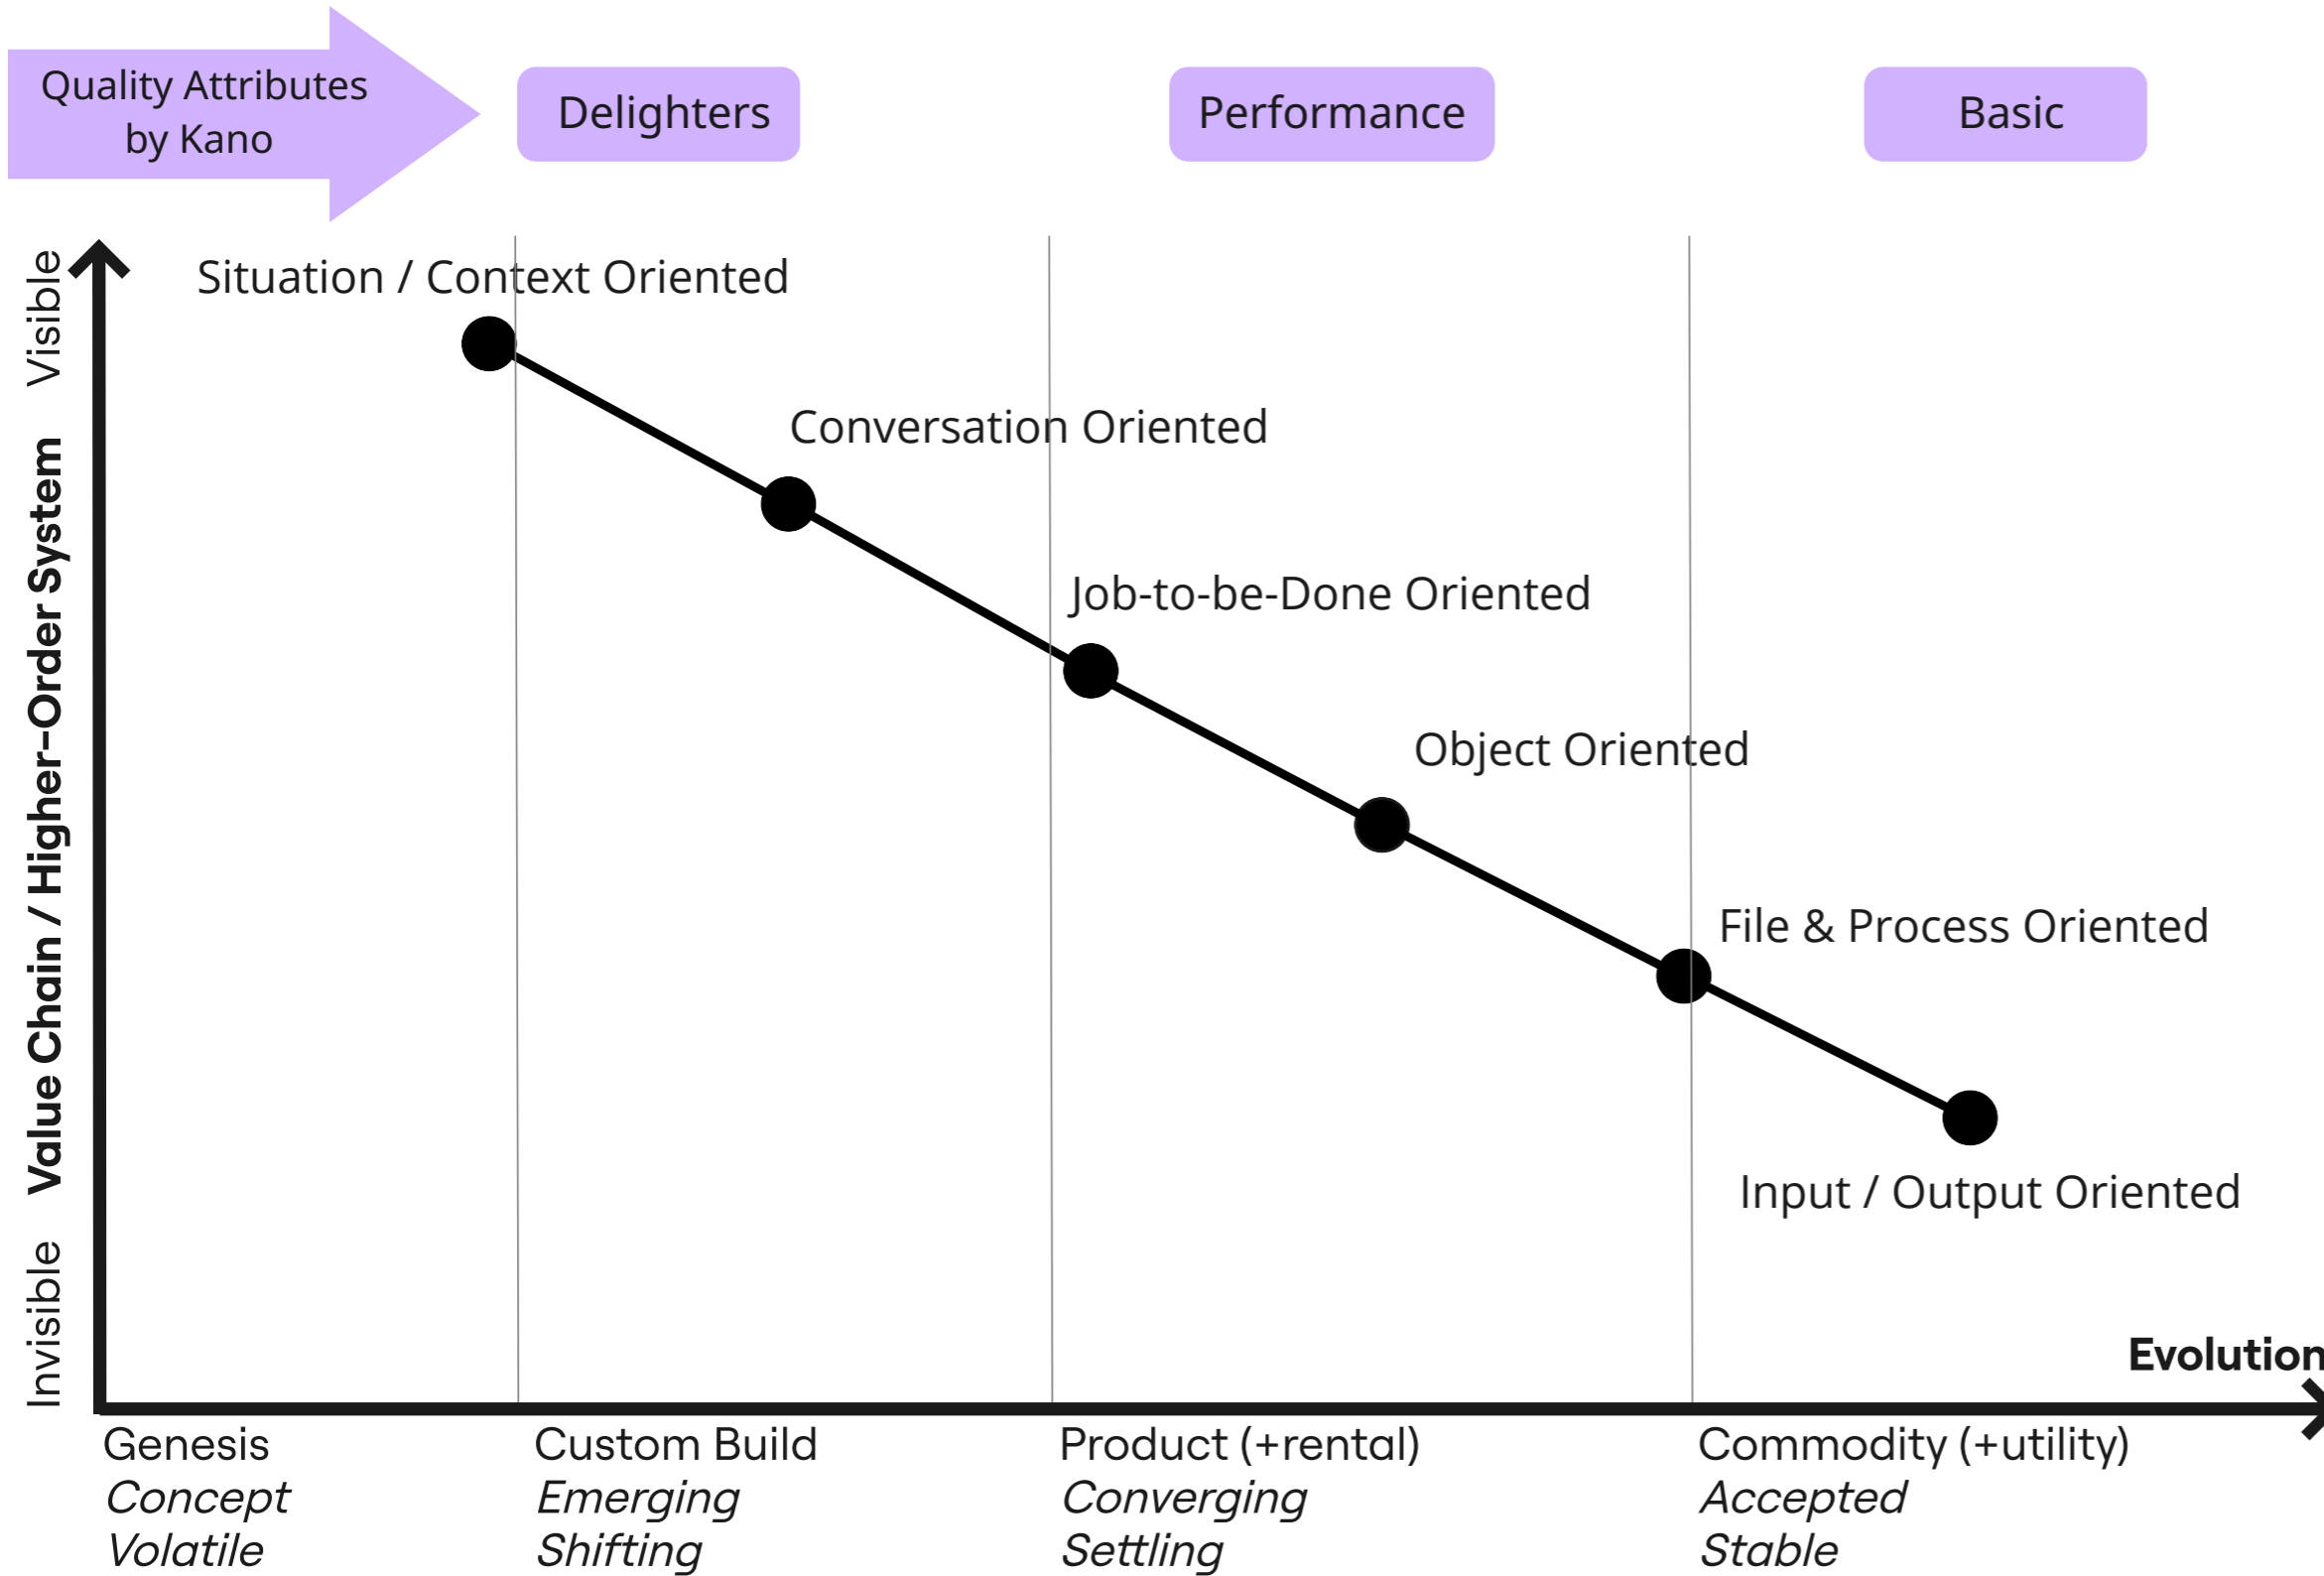 Quality Attributes
by Kano
Delighters
Performance
Basic
Visible
Value Chain / Higher-Order System
Invisible
Situation / Context Oriented
Conversation Oriented
Job-to-be-Done Oriented
Object Oriented
File & Process Oriented
Input / Output Oriented
Evolution
Genesis
Concept
Volatile
Custom Build
Emerging
Shifting
Product (+rental)
Converging
Settling
Commodity (+utility)
Accepted
Stable